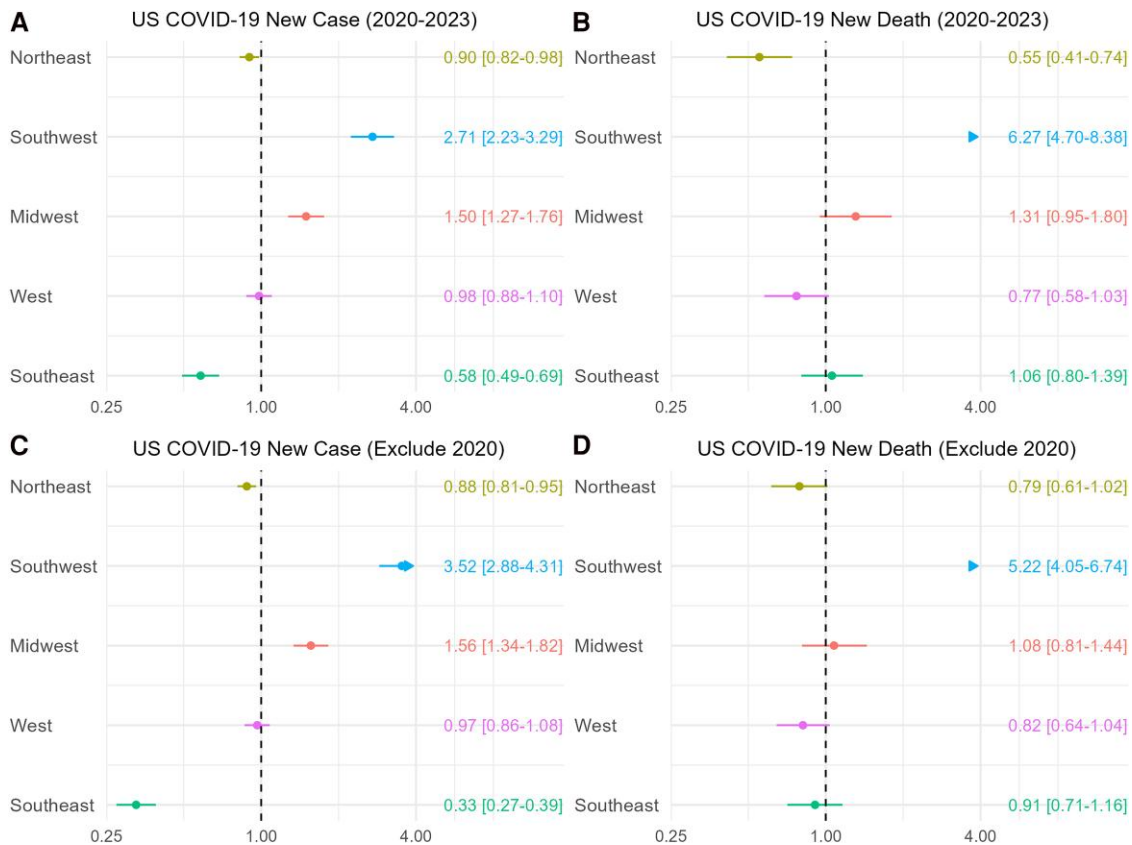 A
US COVID-19 New Case (2020-2023)
Northeast
0.90 [0.82-0.98]
Southwest
2.71 [2.23-3.29]
Midwest
1.50 [1.27-1.76]
West
0.98 [0.88-1.10]
Southeast
0.58 [0.49-0.69]
0.25
1.00
4.00
B
US COVID-19 New Death (2020-2023)
Northeast
0.55 [0.41-0.74]
Southwest
6.27 [4.70-8.38]
Midwest
1.31 [0.95-1.80]
West
0.77 [0.58-1.03]
Southeast
1.06 [0.80-1.39]
0.25
1.00
4.00
C
US COVID-19 New Case (Exclude 2020)
Northeast
0.88 [0.81-0.95]
Southwest
3.52 [2.88-4.31]
Midwest
1.56 [1.34-1.82]
West
0.97 [0.86-1.08]
Southeast
0.33 [0.27-0.39]
0.25
1.00
4.00
D
US COVID-19 New Death (Exclude 2020)
Northeast
0.79 [0.61-1.02]
Southwest
5.22 [4.05-6.74]
Midwest
1.08 [0.81-1.44]
West
0.82 [0.64-1.04]
Southeast
0.91 [0.71-1.16]
0.25
1.00
4.00